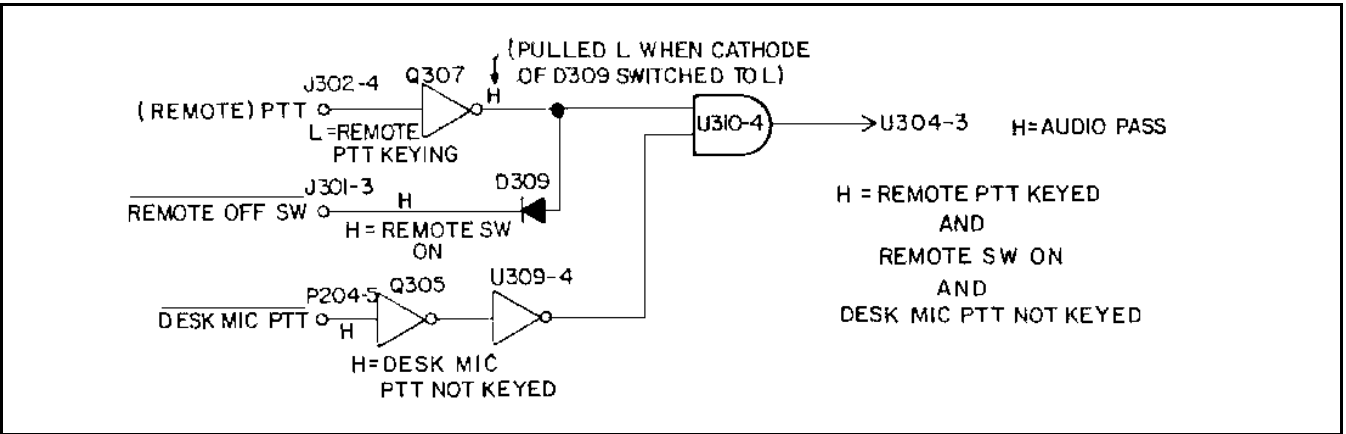 (PULLED L WHEN CATHODE
OF D309 SWITCHED TO L)
H
J302-4
Q307
(REMOTE) PTT
L=REMOTE
PTT KEYING
U310-4
U304-3
H=AUDIO PASS
J301-3
D309
REMOTE OFF SW
H
H=REMOTE SW
ON
H=REMOTE PTT KEYED
AND
REMOTE SW ON
AND
DESK MIC PTT NOT KEYED
P204-5
Q305
U309-4
DESK MIC PTT
H
H=DESK MIC
PTT NOT KEYED